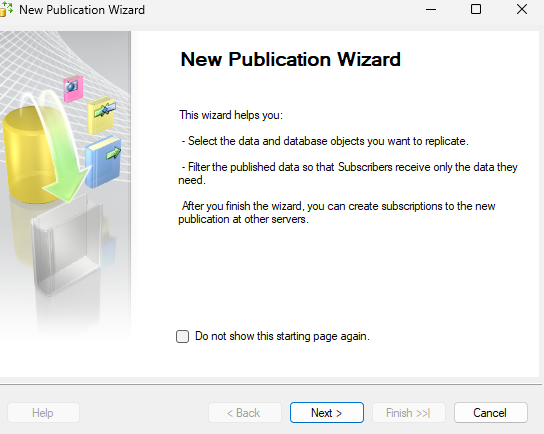 New Publication Wizard
New Publication Wizard
This wizard helps you:
- Select the data and database objects you want to replicate.
- Filter the published data so that Subscribers receive only the data they
need.
After you finish the wizard, you can create subscriptions to the new
publication at other servers.
Do not show this starting page again.
Help
< Back
Next >
Finish >>|
Cancel